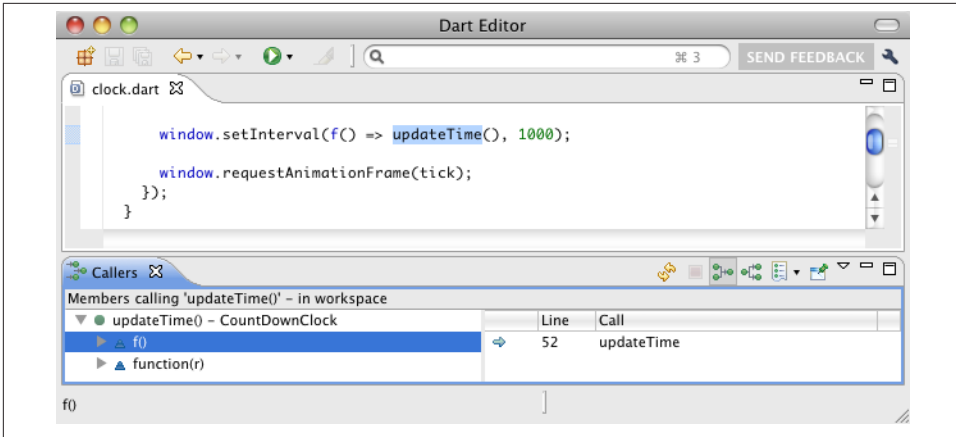 Dart Editor
⌘ 3 SEND FEEDBACK
clock.dart
window.setInterval(f() => updateTime(), 1000);
window.requestAnimationFrame(tick);
});
}
Callers
Members calling 'updateTime()' – in workspace
updateTime() – CountDownClock
Line Call
f()
52 updateTime
function(r)
f()